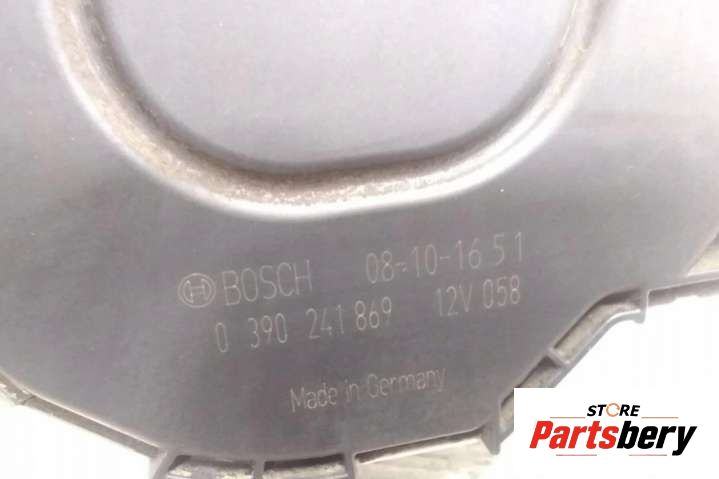 BOSCH 08-10-16 51
0 390 241 869 12V 058
Made in Germany
STORE
Partsbery